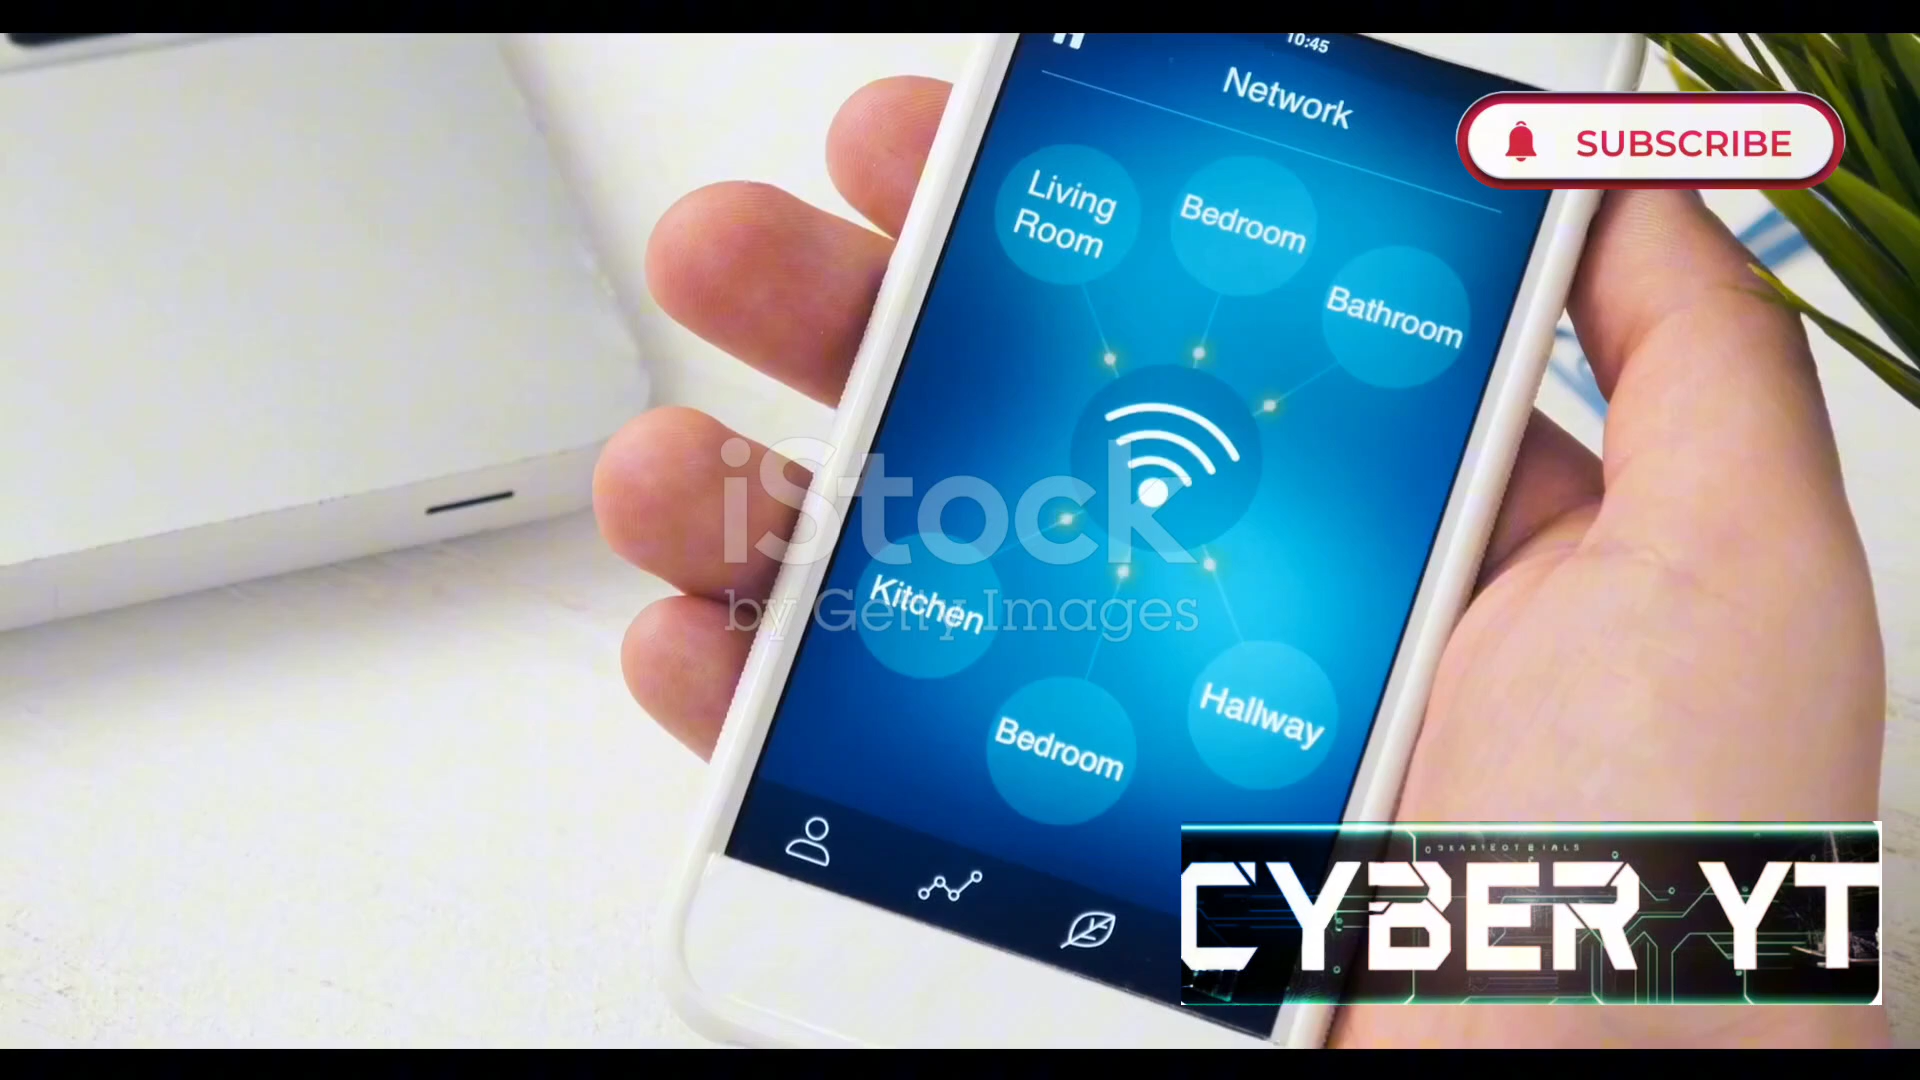 10:45
Network
SUBSCRIBE
Living
Room
Bedroom
Bathroom
iStock
by Getty Images
Kitchen
Bedroom
Hallway
CYBER YT